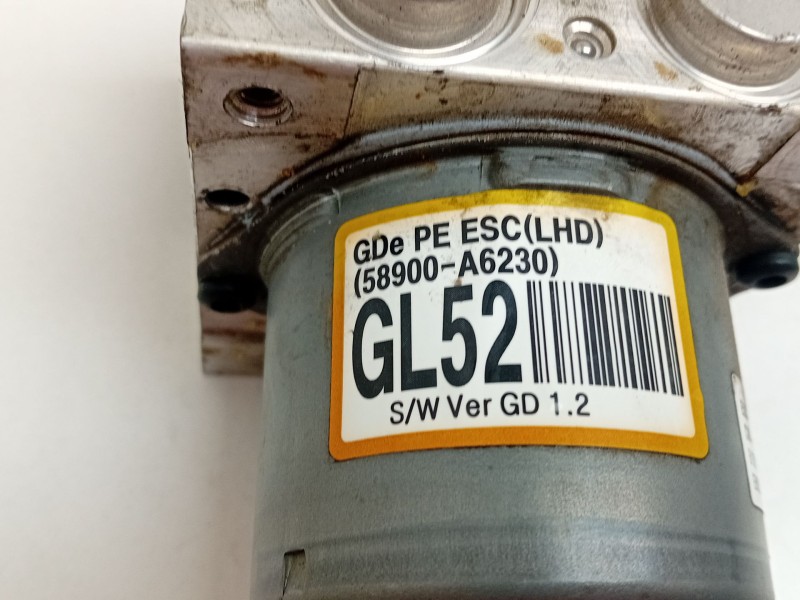 GDe PE ESC(LHD)
(58900-A6230)
GL52
S/W Ver GD 1.2